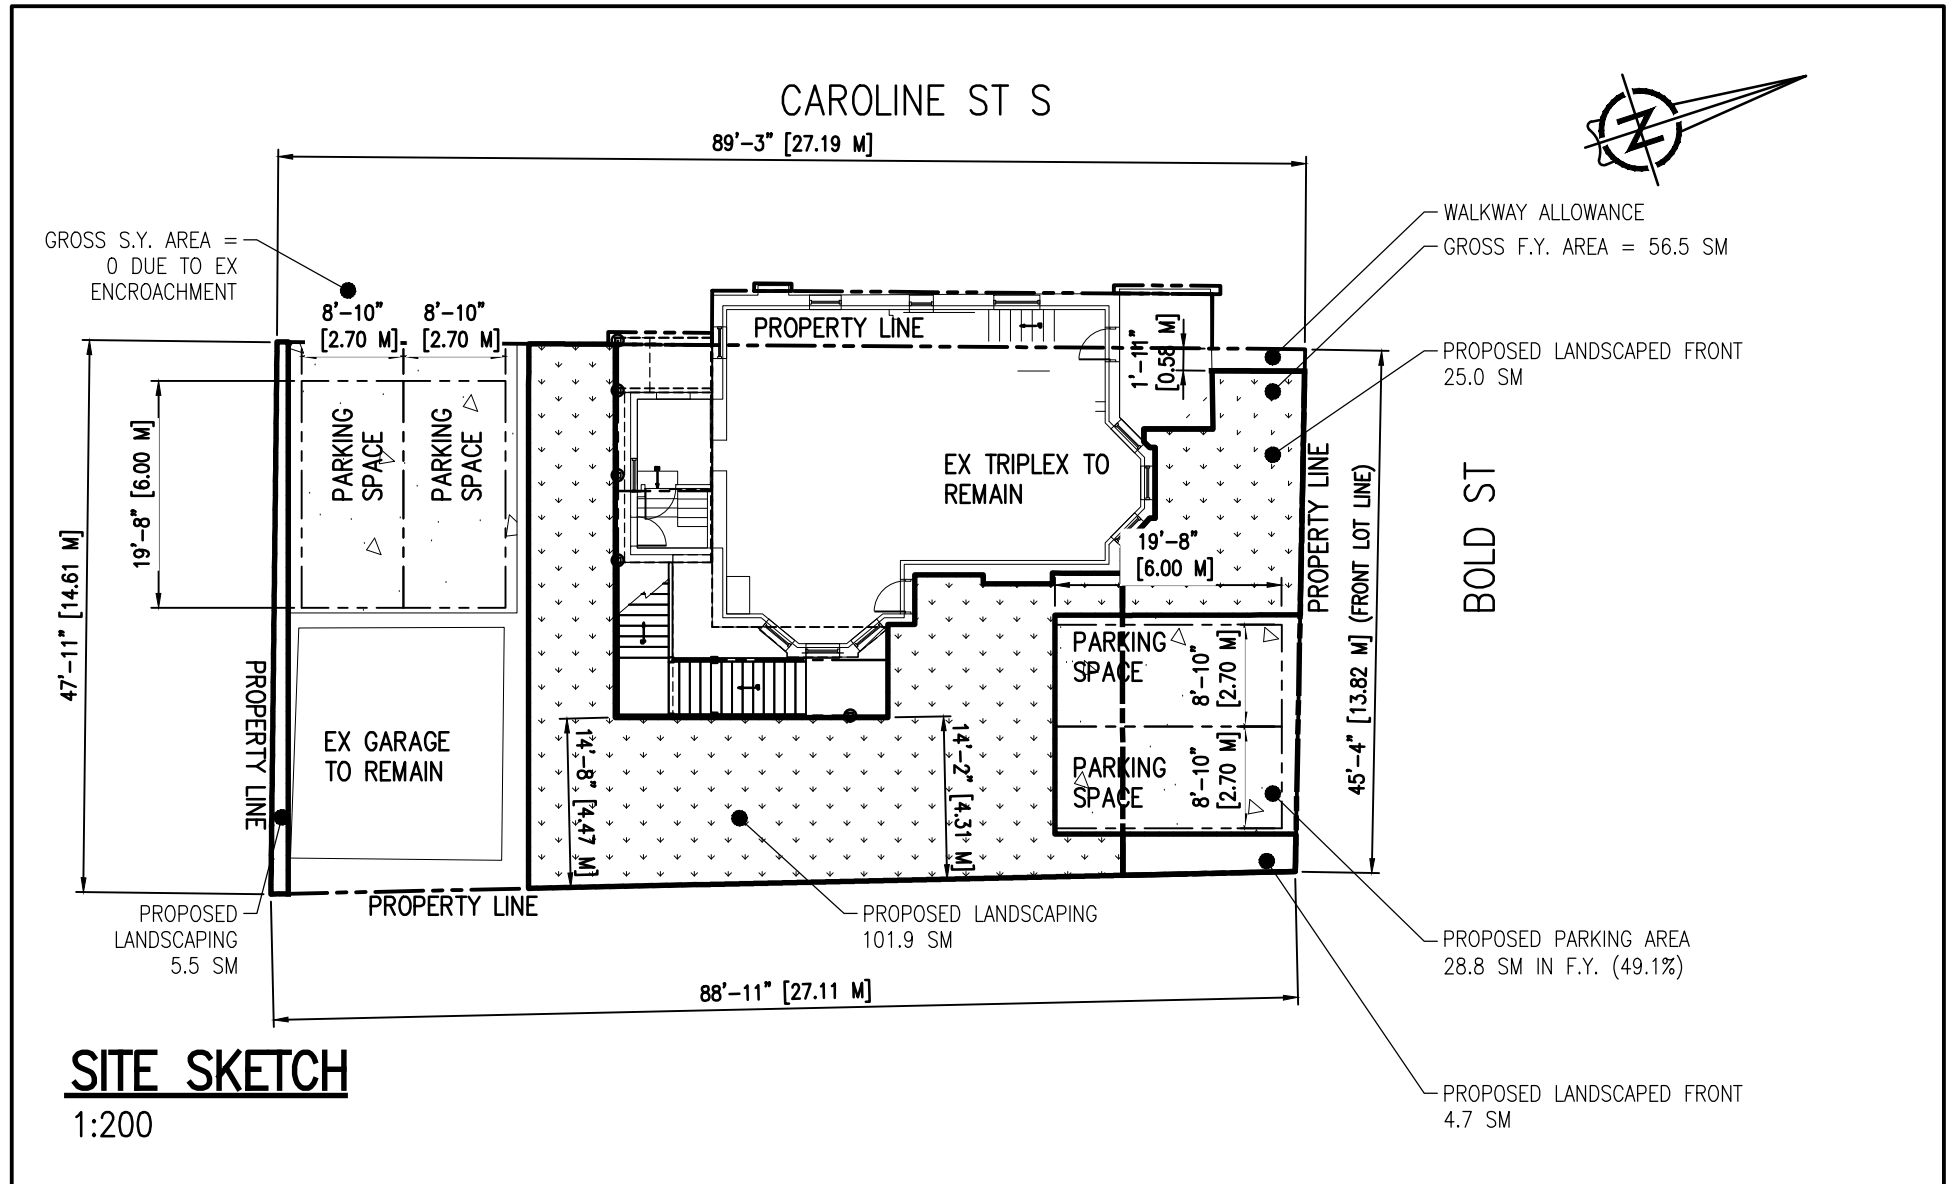 CAROLINE ST S
89'-3" [27.19 M]
N
WALKWAY ALLOWANCE
GROSS F.Y. AREA = 56.5 SM
GROSS S.Y. AREA =
0 DUE TO EX
ENCROACHMENT
8'-10"
[2.70 M]
8'-10"
[2.70 M]
PROPERTY LINE
1'-11"
[0.58 M]
PROPOSED LANDSCAPED FRONT
25.0 SM
19'-8" [6.00 M]
PARKING
SPACE
PARKING
SPACE
EX TRIPLEX TO
REMAIN
PROPERTY LINE
45'-4" [13.82 M] (FRONT LOT LINE)
BOLD ST
47'-11" [14.61 M]
19'-8"
[6.00 M]
PARKING
SPACE
8'-10"
[2.70 M]
PARKING
SPACE
8'-10"
[2.70 M]
PROPERTY LINE
EX GARAGE
TO REMAIN
14'-8" [4.47 M]
14'-2" [4.31 M]
PROPERTY LINE
PROPOSED
LANDSCAPING
5.5 SM
PROPOSED LANDSCAPING
101.9 SM
PROPOSED PARKING AREA
28.8 SM IN F.Y. (49.1%)
88'-11" [27.11 M]
PROPOSED LANDSCAPED FRONT
4.7 SM
SITE SKETCH
1:200